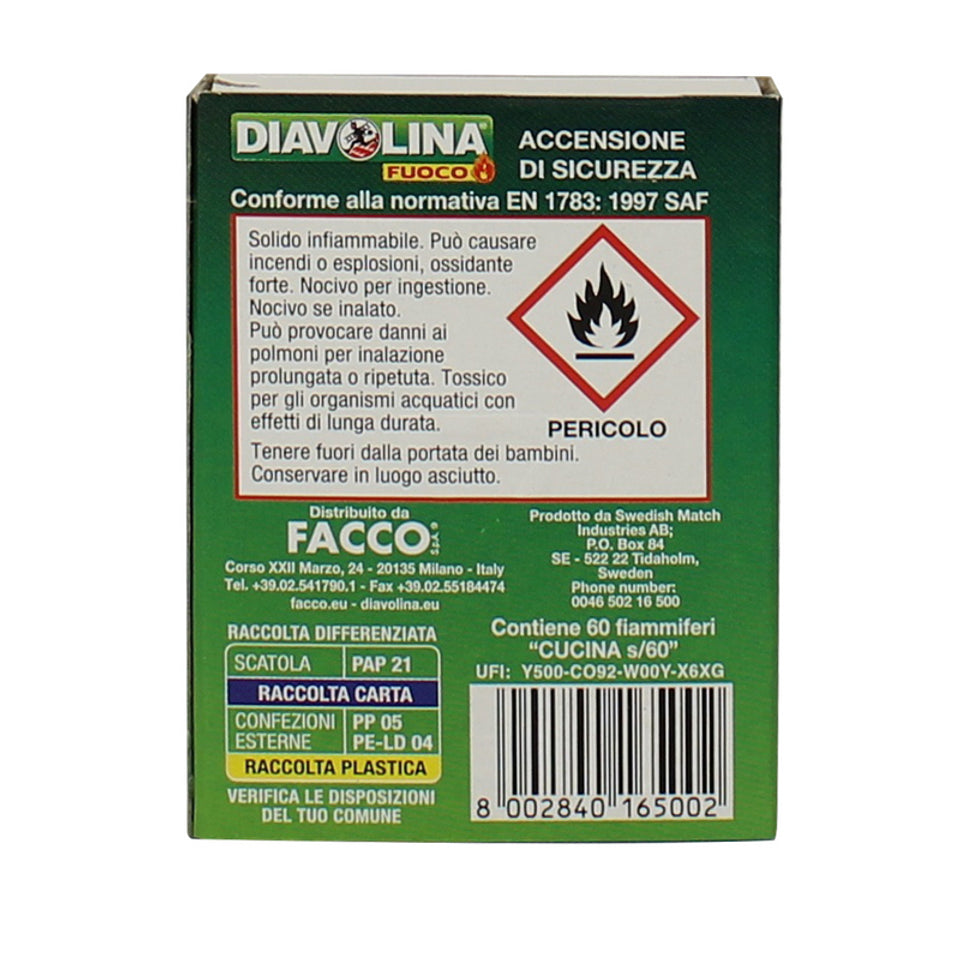 DIAVOLINA®
FUOCO
ACCENSIONE
DI SICUREZZA
Conforme alla normativa EN 1783: 1997 SAF
Solido infiammabile. Può causare
incendi o esplosioni, ossidante
forte. Nocivo per ingestione.
Nocivo se inalato.
Può provocare danni ai
polmoni per inalazione
prolungata o ripetuta. Tossico
per gli organismi acquatici con
effetti di lunga durata.
PERICOLO
Tenere fuori dalla portata dei bambini.
Conservare in luogo asciutto.
Distribuito da
FACCO® S.p.A.
Corso XXII Marzo, 24 - 20135 Milano - Italy
Tel. +39.02.541790.1 - Fax +39.02.55184474
facco.eu - diavolina.eu
Prodotto da Swedish Match
Industries AB;
P.O. Box 84
SE - 522 22 Tidaholm,
Sweden
Phone number:
0046 502 16 500
RACCOLTA DIFFERENZIATA
SCATOLA PAP 21
RACCOLTA CARTA
CONFEZIONI PP 05
ESTERNE PE-LD 04
RACCOLTA PLASTICA
VERIFICA LE DISPOSIZIONI
DEL TUO COMUNE
Contiene 60 fiammiferi
“CUCINA s/60”
UFI: Y500-CO92-W00Y-X6XG
8 002840 165002